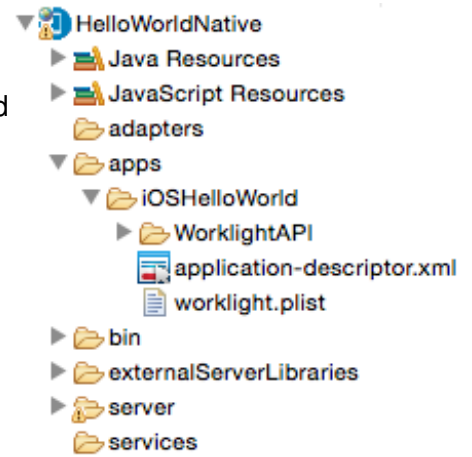 HelloWorldNative
Java Resources
d
JavaScript Resources
adapters
apps
iOSHelloWorld
WorklightAPI
application-descriptor.xml
worklight.plist
bin
externalServerLibraries
server
services